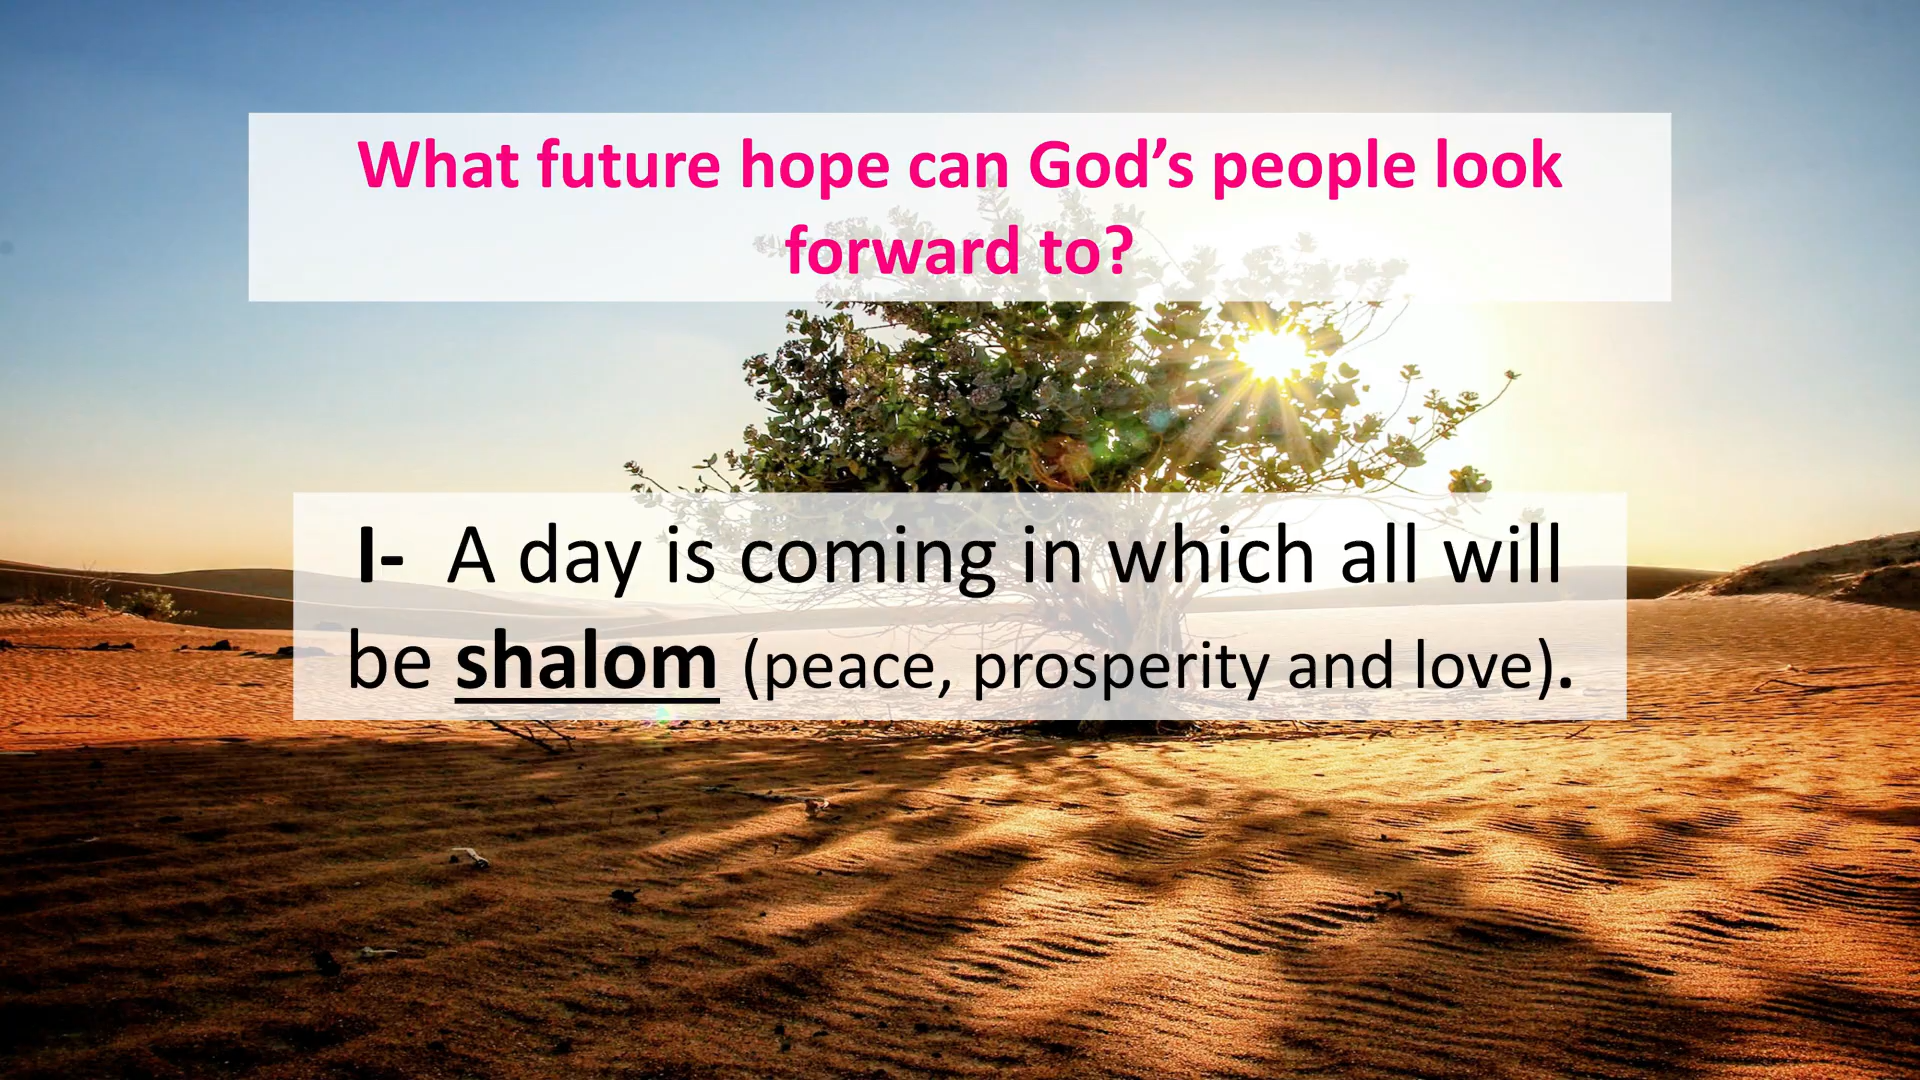 What future hope can God’s people look
forward to?
I- A day is coming in which all will
be shalom (peace, prosperity and love).